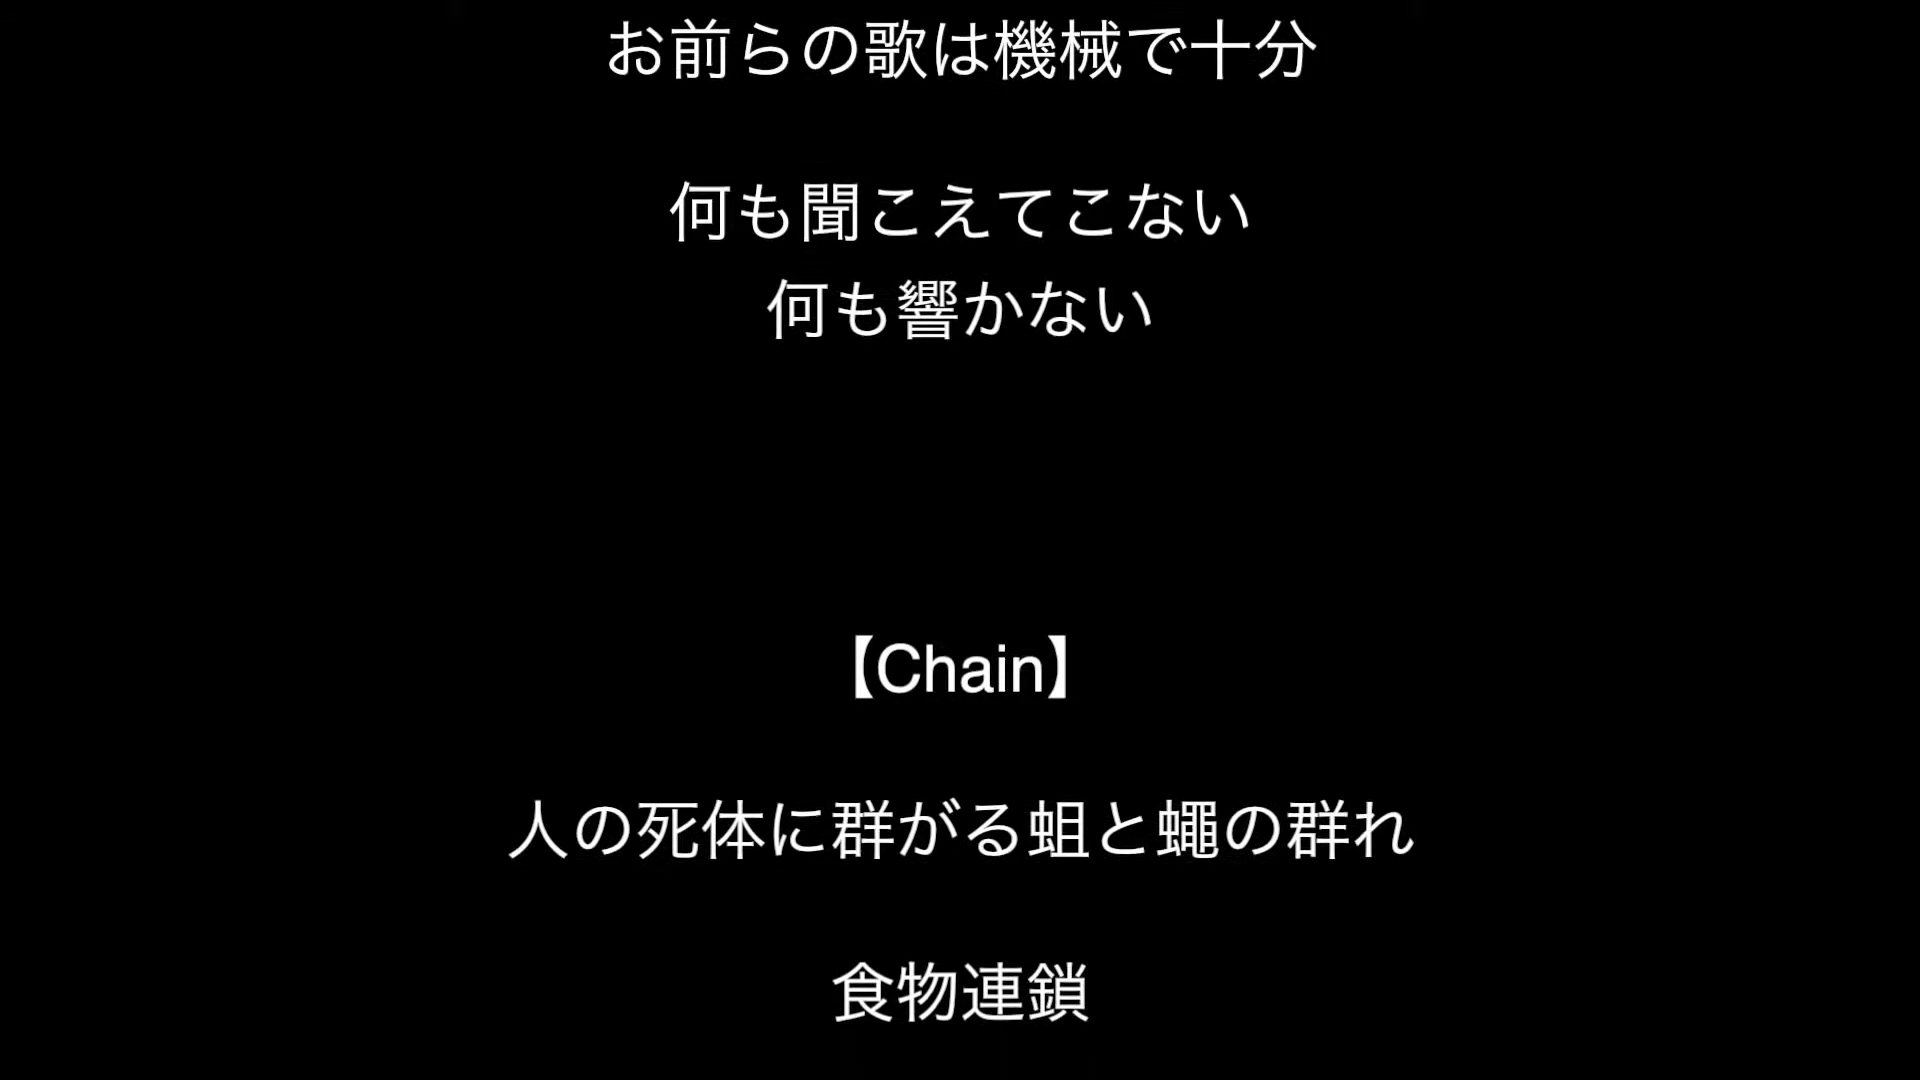 お前らの歌は機械で十分
何も聞こえてこない
何も響かない
【Chain】
人の死体に群がる蛆と蠅の群れ
食物連鎖